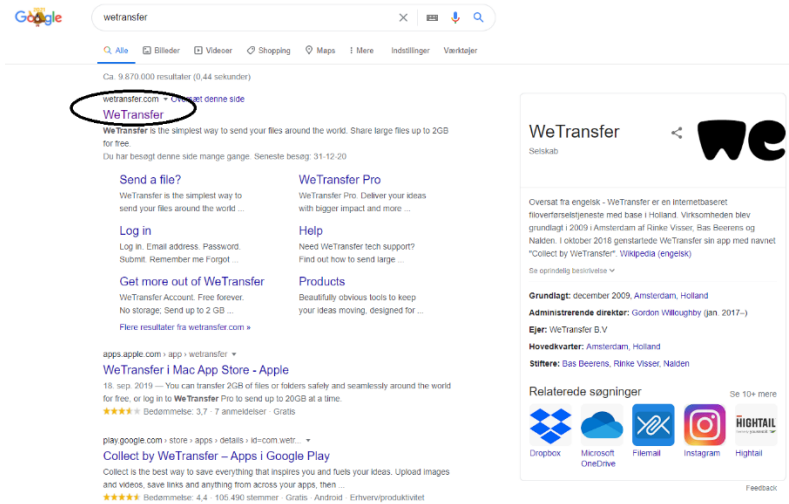 Google
wetransfer
Alle Billeder Videoer Shopping Maps Mere Indstillinger Værktøjer
Ca. 9.870.000 resultater (0,44 sekunder)
wetransfer.com Oversæt denne side
WeTransfer
WeTransfer is the simplest way to send your files around the world. Share large files up to 2GB
for free.
Du har besøgt denne side mange gange. Seneste besøg: 31-12-20
Send a file?
WeTransfer is the simplest way to
send your files around the world ...
WeTransfer Pro
WeTransfer Pro. Deliver your ideas
with bigger impact and more ...
Log in
Log in. Email address. Password.
Submit. Remember me Forgot ...
Help
Need WeTransfer tech support?
Find out how to send large ...
Get more out of WeTransfer
WeTransfer Account. Free forever.
No storage; Send up to 2 GB ...
Products
Beautifully obvious tools to keep
your ideas moving, designed for ...
Flere resultater fra wetransfer.com »
apps.apple.com › app › wetransfer
WeTransfer i Mac App Store - Apple
18. sep. 2019 — You can transfer 2GB of files or folders safely and seamlessly around the world
for free, or log in to WeTransfer Pro to send up to 20GB at a time.
Bedømmelse: 3,7 · 7 anmeldelser · Gratis
play.google.com › store › apps › details › id=com.wetr...
Collect by WeTransfer – Apps i Google Play
Collect is the best way to save everything that inspires you and fuels your ideas. Upload images
and videos, save links and anything from across your apps, then ...
Bedømmelse: 4,4 · 105.490 stemmer · Gratis · Android · Erhverv/produktivitet
WeTransfer
Selskab
we
Oversat fra engelsk - WeTransfer er en internetbaseret
filoverførselstjeneste med base i Holland. Virksomheden blev
grundlagt i 2009 i Amsterdam af Rinke Visser, Bas Beerens og
Nalden. I oktober 2018 genstartede WeTransfer sin app med navnet
"Collect by WeTransfer". Wikipedia (engelsk)
Se oprindelig beskrivelse
Grundlagt: december 2009, Amsterdam, Holland
Administrerende direktør: Gordon Willoughby (jan. 2017–)
Ejer: WeTransfer B.V
Hovedkvarter: Amsterdam, Holland
Stiftere: Bas Beerens, Rinke Visser, Nalden
Relaterede søgninger Se 10+ mere
HIGHTAIL
Dropbox
Microsoft
OneDrive
Filemail
Instagram
Hightail
Feedback